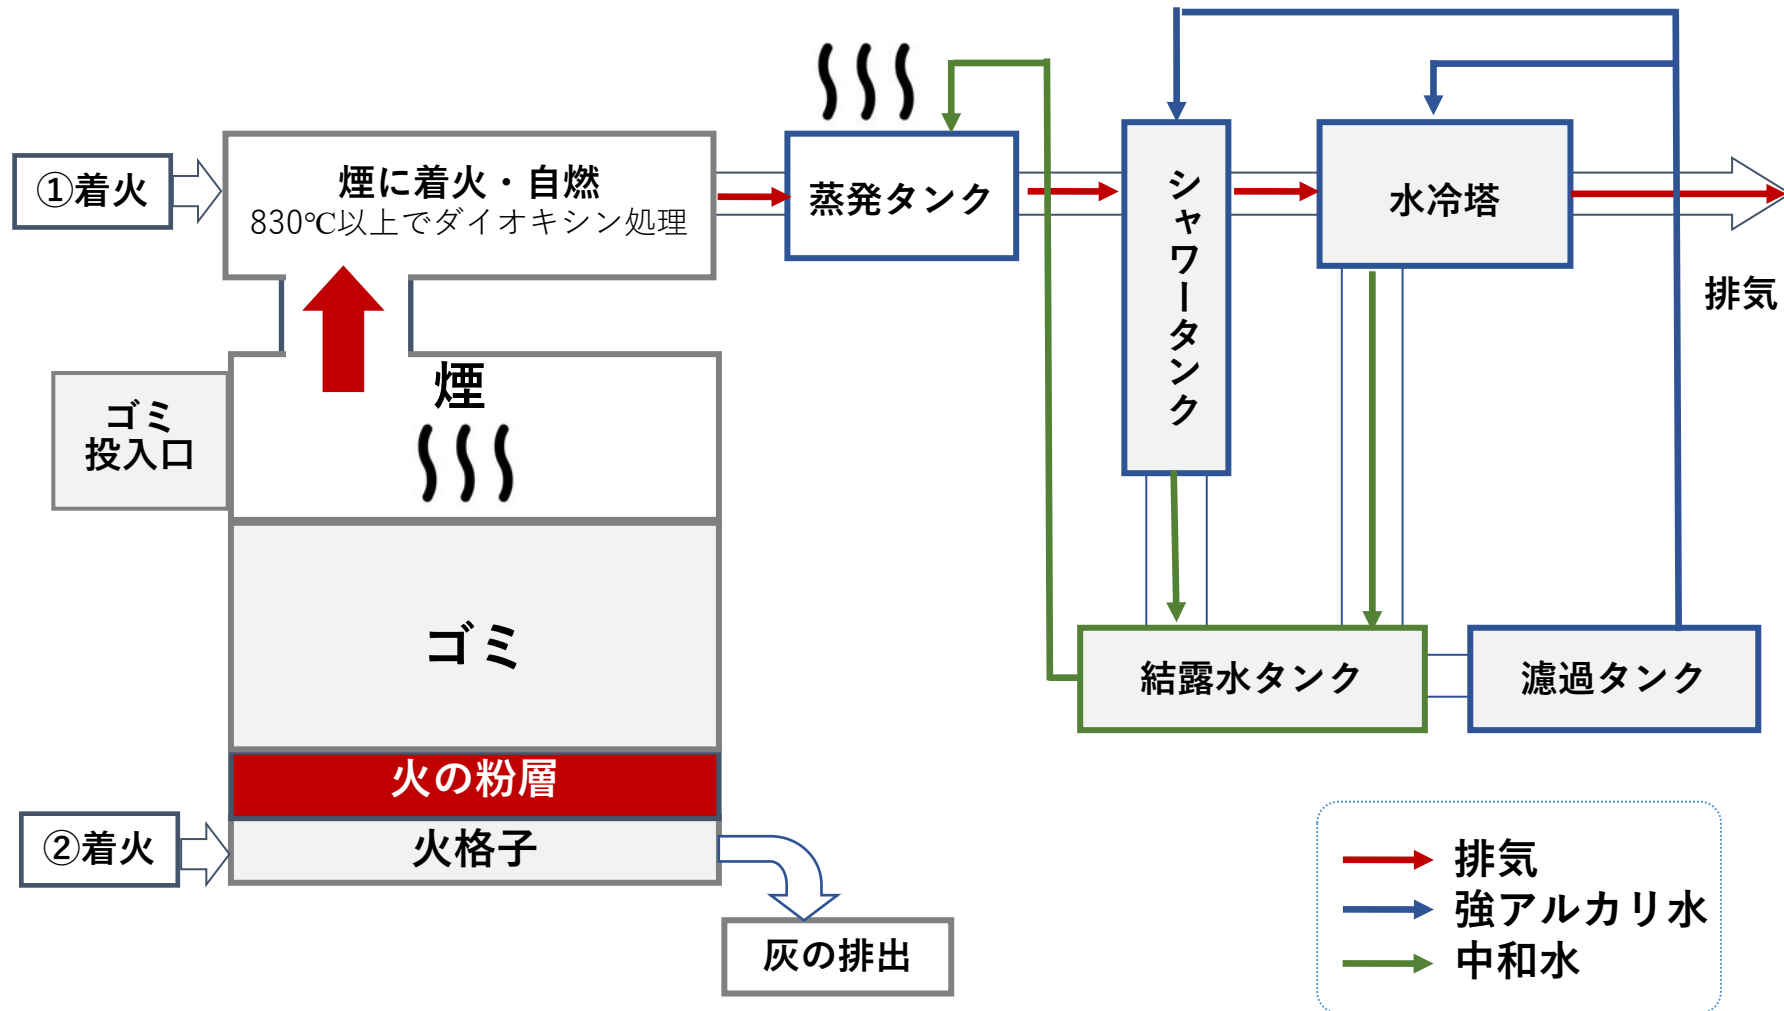 ①着火
煙に着火・自燃
830℃以上でダイオキシン処理
蒸発タンク
シャワータンク
水冷塔
排気
煙
ゴミ
投入口
ゴミ
火の粉層
②着火
火格子
灰の排出
結露水タンク
濾過タンク
排気
強アルカリ水
中和水